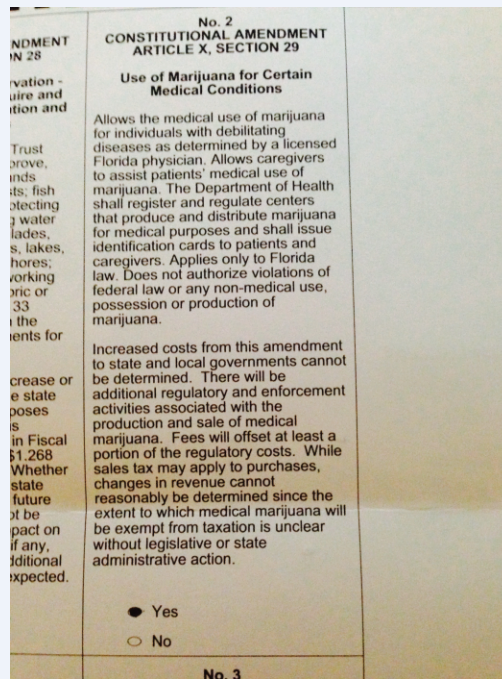 NDMENT
N 28
rvation -
uire and
tion and
Trust
prove,
nds
sts; fish
otecting
g water
lades,
s, lakes,
hores;
vorking
oric or
33
the
ents for
crease or
e state
poses
s
in Fiscal
$1.268
Whether
state
future
ot be
pact on
if any,
dditional
expected.
No. 2
CONSTITUTIONAL AMENDMENT
ARTICLE X, SECTION 29
Use of Marijuana for Certain
Medical Conditions
Allows the medical use of marijuana
for individuals with debilitating
diseases as determined by a licensed
Florida physician. Allows caregivers
to assist patients' medical use of
marijuana. The Department of Health
shall register and regulate centers
that produce and distribute marijuana
for medical purposes and shall issue
identification cards to patients and
caregivers. Applies only to Florida
law. Does not authorize violations of
federal law or any non-medical use,
possession or production of
marijuana.
Increased costs from this amendment
to state and local governments cannot
be determined. There will be
additional regulatory and enforcement
activities associated with the
production and sale of medical
marijuana. Fees will offset at least a
portion of the regulatory costs. While
sales tax may apply to purchases,
changes in revenue cannot
reasonably be determined since the
extent to which medical marijuana will
be exempt from taxation is unclear
without legislative or state
administrative action.
Yes
No
No. 3